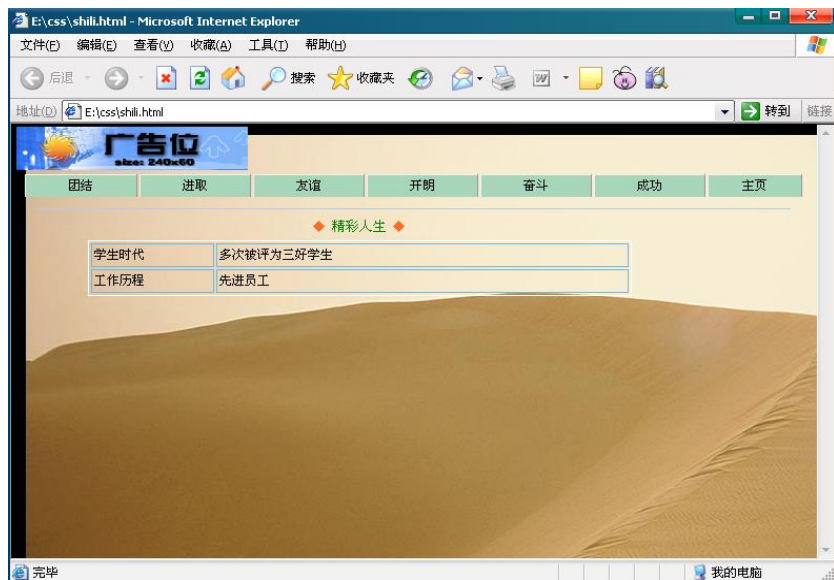 E:\css\shili.html - Microsoft Internet Explorer
文件(F) 编辑(E) 查看(V) 收藏(A) 工具(T) 帮助(H)
后退 搜索 收藏夹
地址(D) E:\css\shili.html 转到 链接
广告位
size: 240x60
团结 进取 友谊 开明 奋斗 成功 主页
◆ 精彩人生 ◆
学生时代 多次被评为三好学生
工作历程 先进员工
完毕 我的电脑